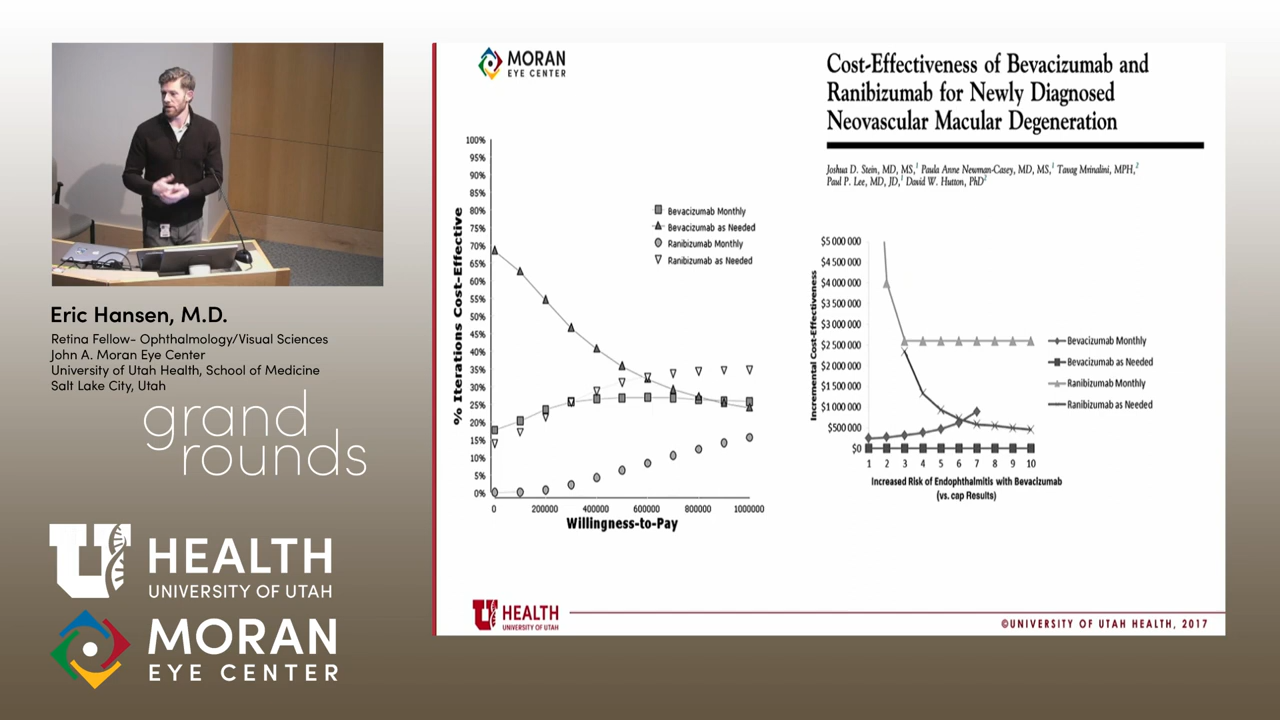 Eric Hansen, M.D.
Retina Fellow- Ophthalmology/Visual Sciences
John A. Moran Eye Center
University of Utah Health, School of Medicine
Salt Lake City, Utah
grand
rounds
U HEALTH
UNIVERSITY OF UTAH
MORAN
EYE CENTER
MORAN
EYE CENTER
Cost-Effectiveness of Bevacizumab and
Ranibizumab for Newly Diagnosed
Neovascular Macular Degeneration
Joshua D. Stein, MD, MS,¹ Paula Anne Newman-Casey, MD, MS,¹ Tavag Mrinalini, MPH,²
Paul P. Lee, MD, JD,¹ David W. Hutton, PhD²
% Iterations Cost-Effective
100%
95%
90%
85%
80%
75%
70%
65%
60%
55%
50%
45%
40%
35%
30%
25%
20%
15%
10%
5%
0%
Bevacizumab Monthly
Bevacizumab as Needed
Ranibizumab Monthly
Ranibizumab as Needed
0 200000 400000 600000 800000 1000000
Willingness-to-Pay
Incremental Cost-Effectiveness
$5 000 000
$4 500 000
$4 000 000
$3 500 000
$3 000 000
$2 500 000
$2 000 000
$1 500 000
$1 000 000
$500 000
$0
Bevacizumab Monthly
Bevacizumab as Needed
Ranibizumab Monthly
Ranibizumab as Needed
1 2 3 4 5 6 7 8 9 10
Increased Risk of Endophthalmitis with Bevacizumab
(vs. cap Results)
U HEALTH
UNIVERSITY OF UTAH
©UNIVERSITY OF UTAH HEALTH, 2017